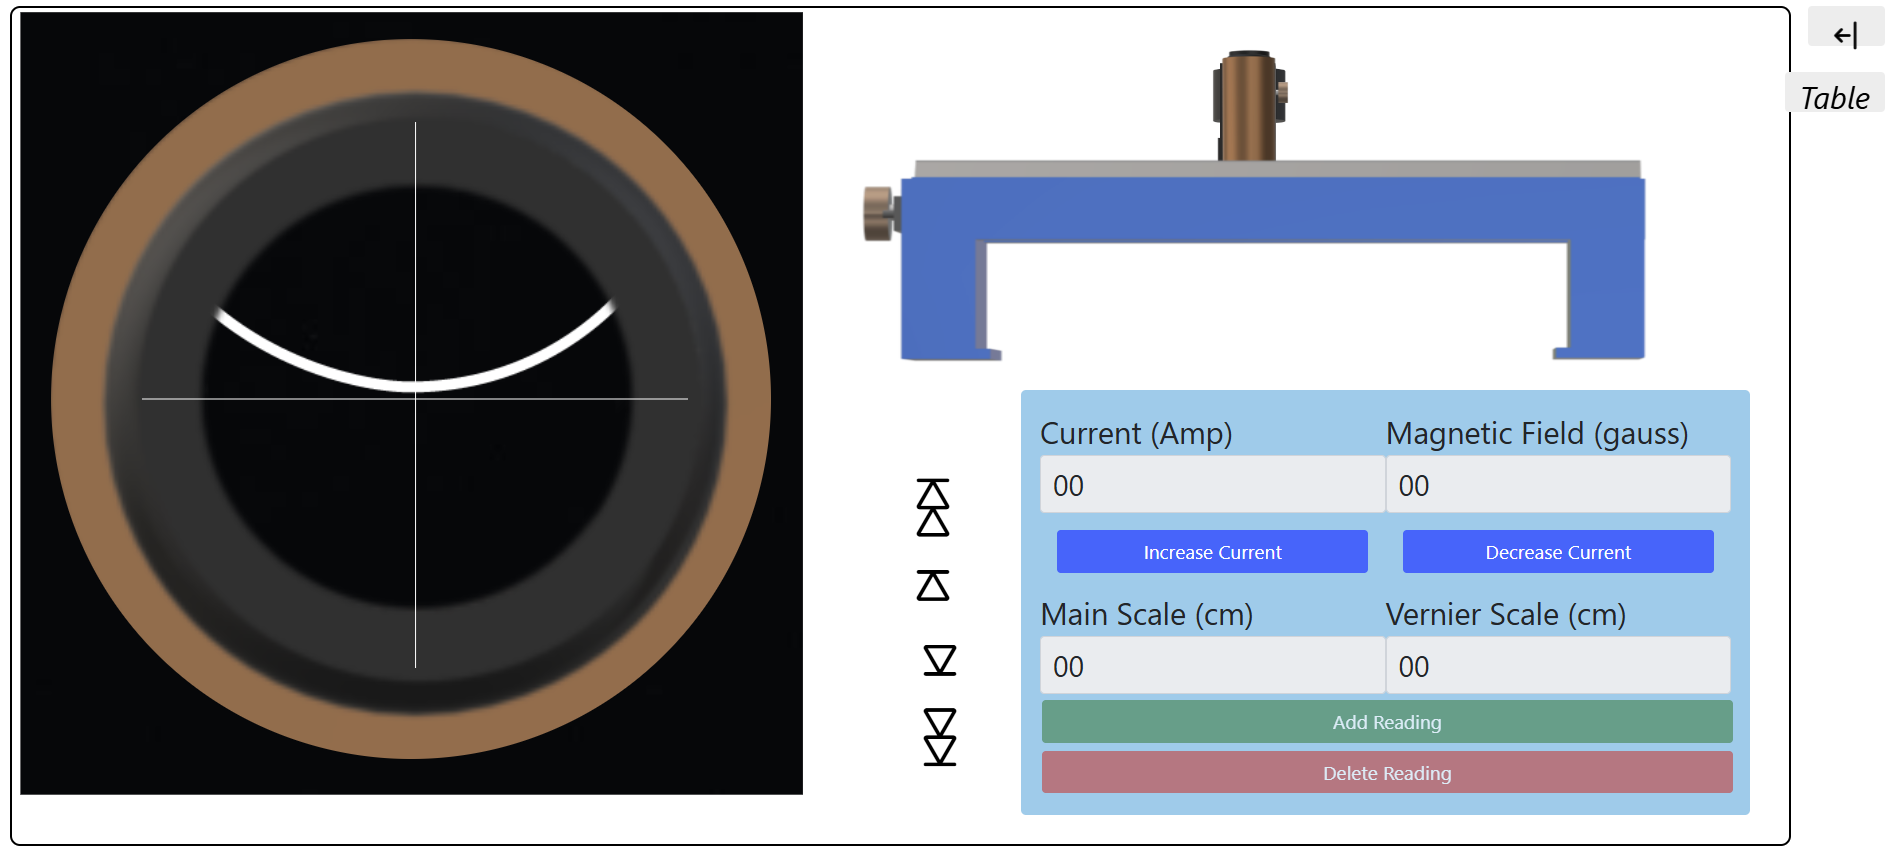 Table
Current (Amp) Magnetic Field (gauss)
00 00
Increase Current Decrease Current
Main Scale (cm) Vernier Scale (cm)
00 00
Add Reading
Delete Reading